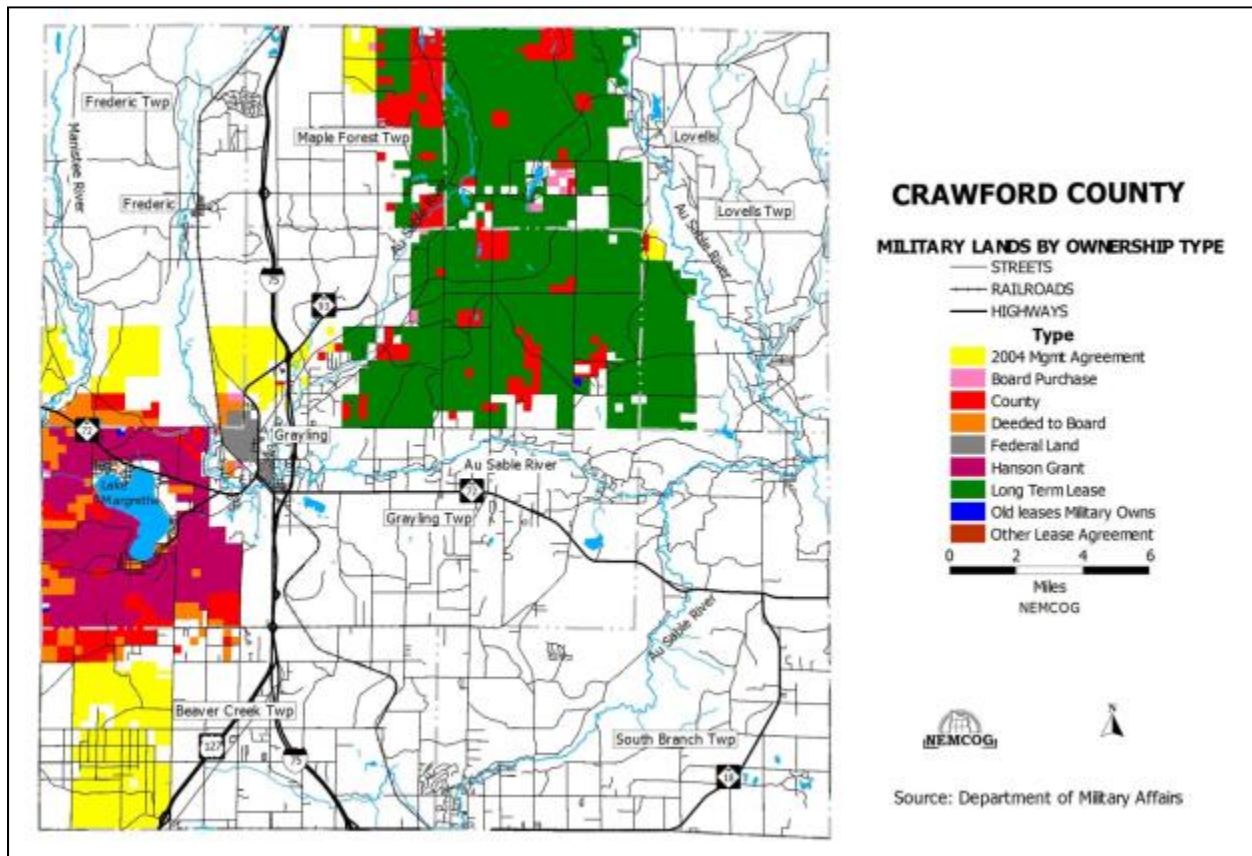 Frederic Twp
Maple Forest Twp
Lovells
Manistee River
Frederic
Au Sable River
Au Sable River
Lovells Twp
75
93
72
Grayling
Lake
Margrethe
Au Sable River
72
Grayling Twp
Au Sable River
Beaver Creek Twp
127
75
South Branch Twp
18
CRAWFORD COUNTY
MILITARY LANDS BY OWNERSHIP TYPE
STREETS
RAILROADS
HIGHWAYS
Type
2004 Mgmt Agreement
Board Purchase
County
Deeded to Board
Federal Land
Hanson Grant
Long Term Lease
Old leases Military Owns
Other Lease Agreement
0 2 4 6
Miles
NEMCOG
NEMCOG
N
Source: Department of Military Affairs